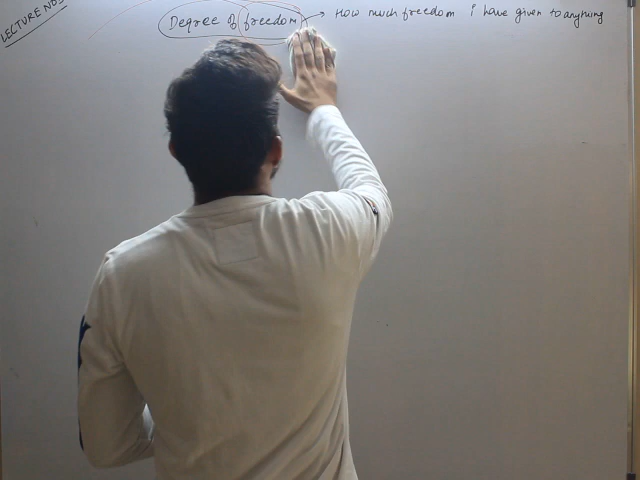 LECTURE NO:
Degree of freedom → How much freedom i have given to anything